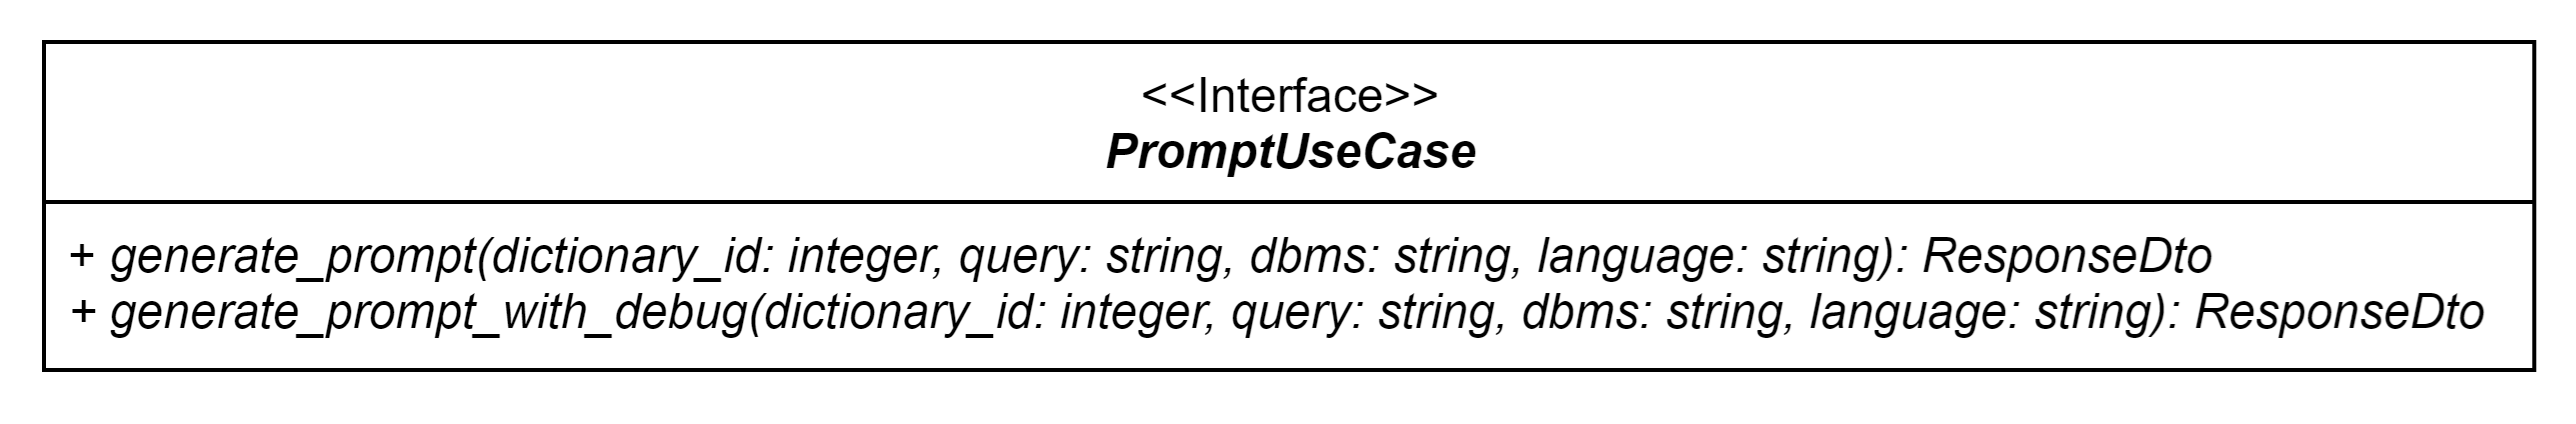 <<Interface>>
PromptUseCase
+ generate_prompt(dictionary_id: integer, query: string, dbms: string, language: string): ResponseDto
+ generate_prompt_with_debug(dictionary_id: integer, query: string, dbms: string, language: string): ResponseDto